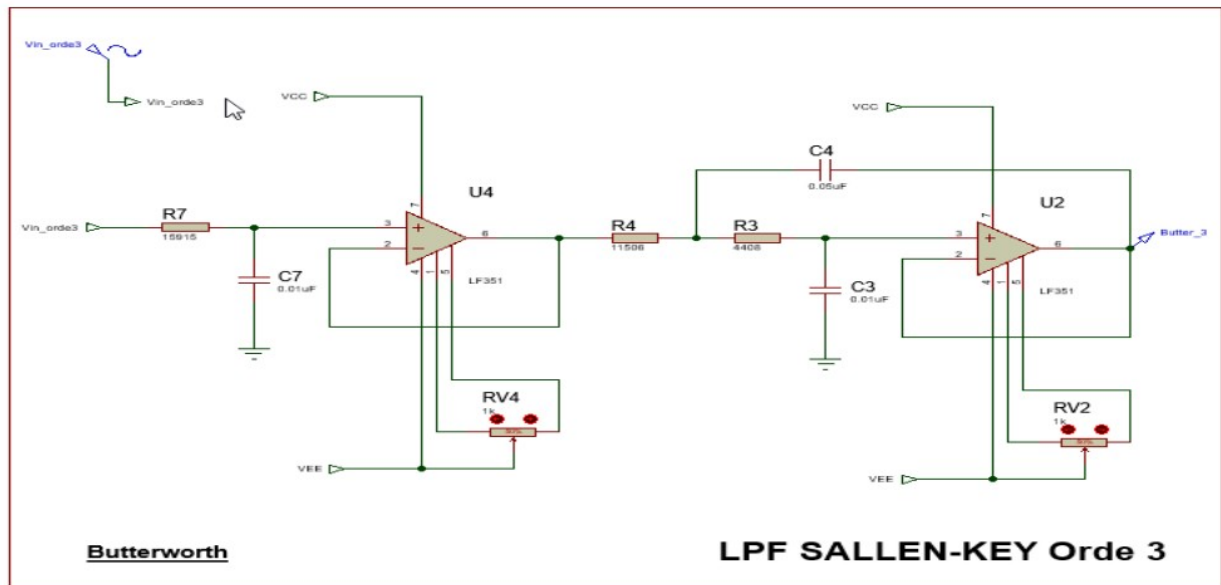 Vin_orde3
Vin_orde3
VCC
VCC
C4
0.05uF
U4
U2
R7
15915
Vin_orde3
3
2
6
7
4
1
5
LF351
C7
0.01uF
R4
11506
R3
4408
C3
0.01uF
3
2
6
7
4
1
5
LF351
Butter_3
RV4
1k
RV2
1k
VEE
VEE
Butterworth
LPF SALLEN-KEY Orde 3